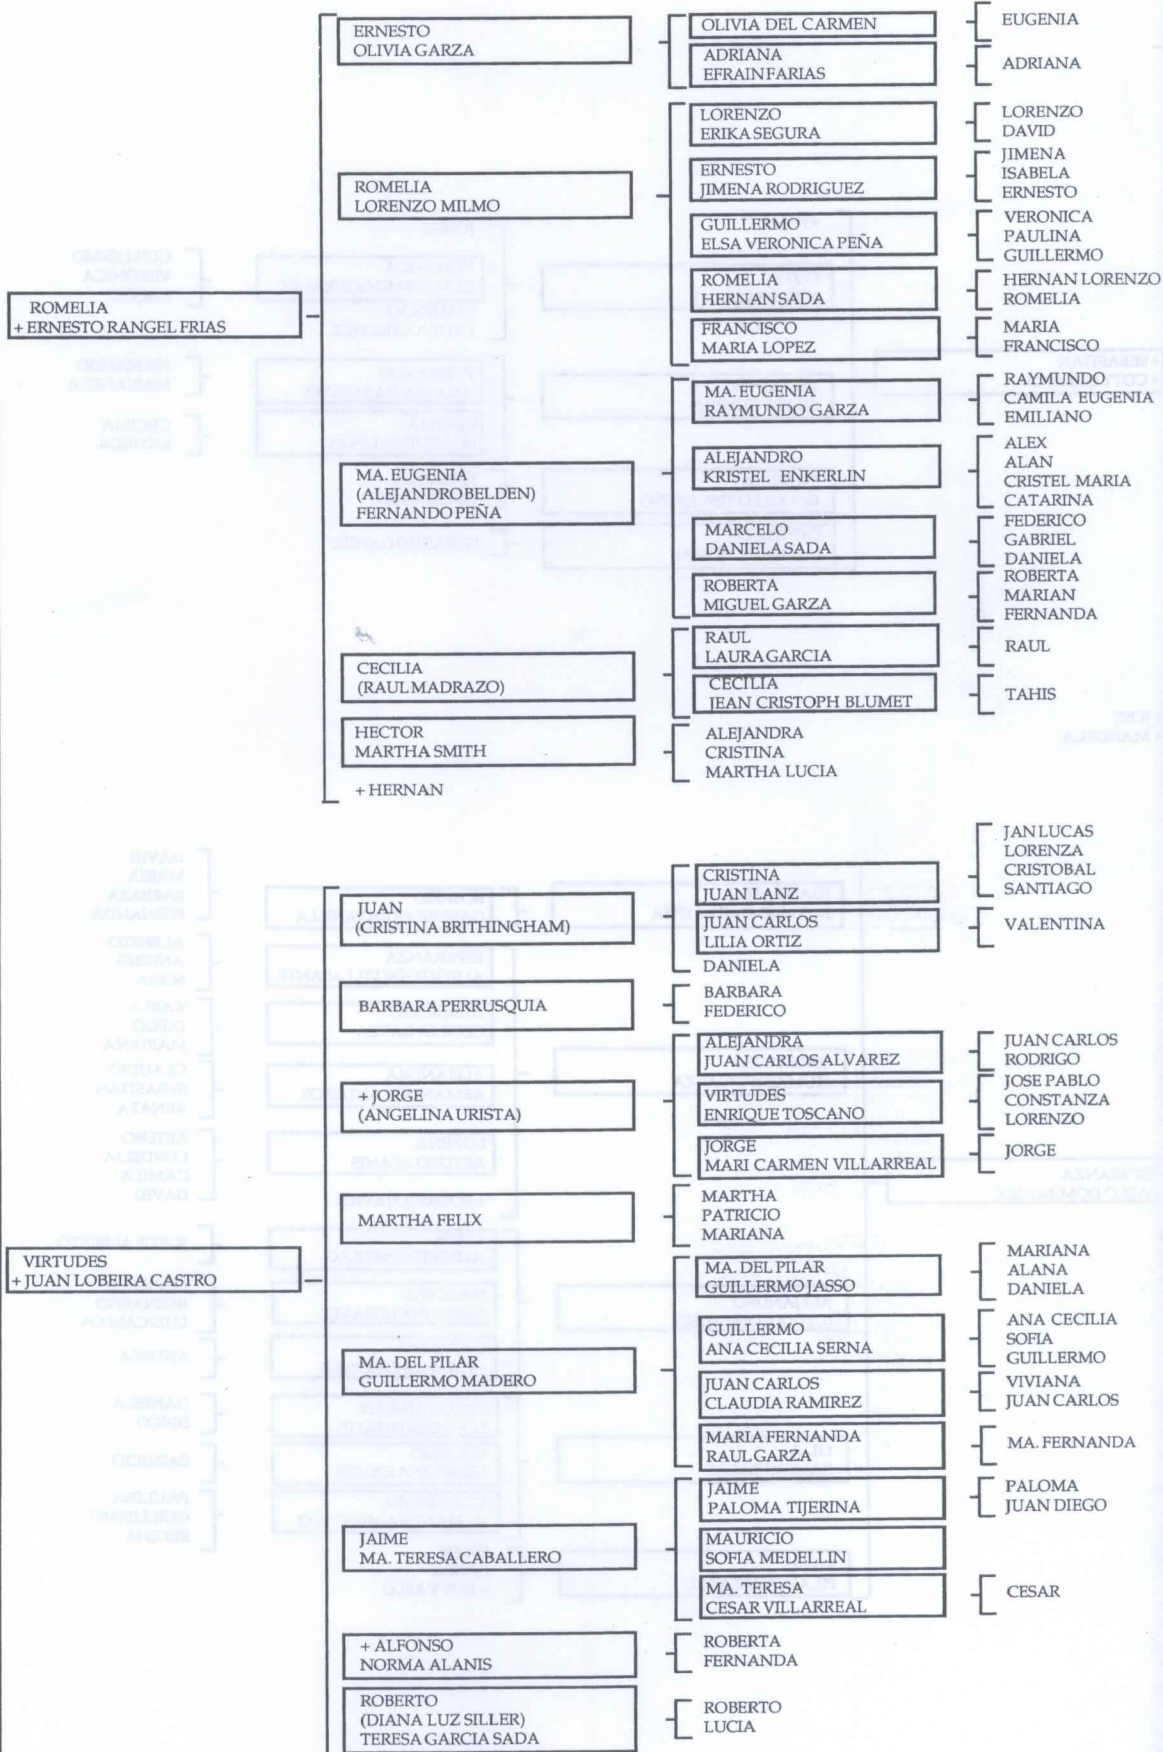 ROMELIA
+ ERNESTO RANGEL FRIAS
ERNESTO
OLIVIA GARZA
OLIVIA DEL CARMEN
EUGENIA
ADRIANA
EFRAIN FARIAS
ADRIANA
ROMELIA
LORENZO MILMO
LORENZO
ERIKA SEGURA
LORENZO
DAVID
ERNESTO
JIMENA RODRIGUEZ
JIMENA
ISABELA
ERNESTO
GUILLERMO
ELSA VERONICA PEÑA
VERONICA
PAULINA
GUILLERMO
ROMELIA
HERNAN SADA
HERNAN LORENZO
ROMELIA
FRANCISCO
MARIA LOPEZ
MARIA
FRANCISCO
MA. EUGENIA
(ALEJANDRO BELDEN)
FERNANDO PEÑA
MA. EUGENIA
RAYMUNDO GARZA
RAYMUNDO
CAMILA EUGENIA
EMILIANO
ALEJANDRO
KRISTEL ENKERLIN
ALEX
ALAN
CRISTEL MARIA
CATARINA
MARCELO
DANIELA SADA
FEDERICO
GABRIEL
DANIELA
ROBERTA
MIGUEL GARZA
ROBERTA
MARIAN
FERNANDA
CECILIA
(RAUL MADRAZO)
RAUL
LAURA GARCIA
RAUL
CECILIA
JEAN CRISTOPH BLUMET
TAHIS
HECTOR
MARTHA SMITH
ALEJANDRA
CRISTINA
MARTHA LUCIA
+ HERNAN
VIRTUDES
+ JUAN LOBEIRA CASTRO
JUAN
(CRISTINA BRITHINGHAM)
CRISTINA
JUAN LANZ
JAN LUCAS
LORENZA
CRISTOBAL
SANTIAGO
JUAN CARLOS
LILIA ORTIZ
VALENTINA
DANIELA
BARBARA PERRUSQUIA
BARBARA
FEDERICO
+ JORGE
(ANGELINA URISTA)
ALEJANDRA
JUAN CARLOS ALVAREZ
JUAN CARLOS
RODRIGO
VIRTUDES
ENRIQUE TOSCANO
JOSE PABLO
CONSTANZA
LORENZO
JORGE
MARI CARMEN VILLARREAL
JORGE
MARTHA FELIX
MARTHA
PATRICIO
MARIANA
MA. DEL PILAR
GUILLERMO MADERO
MA. DEL PILAR
GUILLERMO JASSO
MARIANA
ALANA
DANIELA
GUILLERMO
ANA CECILIA SERNA
ANA CECILIA
SOFIA
GUILLERMO
JUAN CARLOS
CLAUDIA RAMIREZ
VIVIANA
JUAN CARLOS
MARIA FERNANDA
RAUL GARZA
MA. FERNANDA
JAIME
MA. TERESA CABALLERO
JAIME
PALOMA TIJERINA
PALOMA
JUAN DIEGO
MAURICIO
SOFIA MEDELLIN
MA. TERESA
CESAR VILLARREAL
CESAR
+ ALFONSO
NORMA ALANIS
ROBERTA
FERNANDA
ROBERTO
(DIANA LUZ SILLER)
TERESA GARCIA SADA
ROBERTO
LUCIA